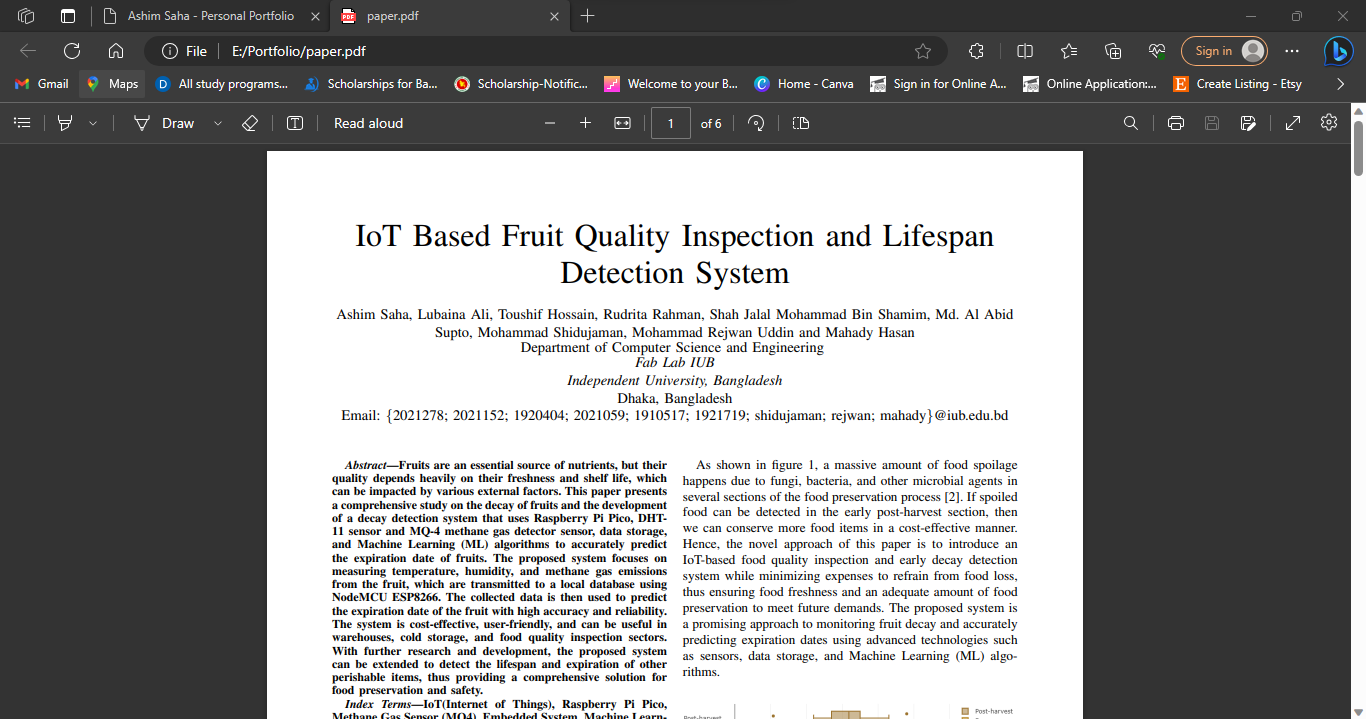 Ashim Saha - Personal Portfolio
paper.pdf
File
E:/Portfolio/paper.pdf
Sign in
Gmail
Maps
All study programs...
Scholarships for Ba...
Scholarship-Notific...
Welcome to your B...
Home - Canva
Sign in for Online A...
Online Application:...
Create Listing - Etsy
Draw
Read aloud
1
of 6
IoT Based Fruit Quality Inspection and Lifespan
Detection System
Ashim Saha, Lubaina Ali, Toushif Hossain, Rudrita Rahman, Shah Jalal Mohammad Bin Shamim, Md. Al Abid
Supto, Mohammad Shidujaman, Mohammad Rejwan Uddin and Mahady Hasan
Department of Computer Science and Engineering
Fab Lab IUB
Independent University, Bangladesh
Dhaka, Bangladesh
Email: {2021278; 2021152; 1920404; 2021059; 1910517; 1921719; shidujaman; rejwan; mahady}@iub.edu.bd
Abstract—Fruits are an essential source of nutrients, but their
quality depends heavily on their freshness and shelf life, which
can be impacted by various external factors. This paper presents
a comprehensive study on the decay of fruits and the development
of a decay detection system that uses Raspberry Pi Pico, DHT-
11 sensor and MQ-4 methane gas detector sensor, data storage,
and Machine Learning (ML) algorithms to accurately predict
the expiration date of fruits. The proposed system focuses on
measuring temperature, humidity, and methane gas emissions
from the fruit, which are transmitted to a local database using
NodeMCU ESP8266. The collected data is then used to predict
the expiration date of the fruit with high accuracy and reliability.
The system is cost-effective, user-friendly, and can be useful in
warehouses, cold storage, and food quality inspection sectors.
With further research and development, the proposed system
can be extended to detect the lifespan and expiration of other
perishable items, thus providing a comprehensive solution for
food preservation and safety.
Index Terms—IoT(Internet of Things), Raspberry Pi Pico,
Methane Gas Sensor (MQ4), Embedded System, Machine Learn-
As shown in figure 1, a massive amount of food spoilage
happens due to fungi, bacteria, and other microbial agents in
several sections of the food preservation process [2]. If spoiled
food can be detected in the early post-harvest section, then
we can conserve more food items in a cost-effective manner.
Hence, the novel approach of this paper is to introduce an
IoT-based food quality inspection and early decay detection
system while minimizing expenses to refrain from food loss,
thus ensuring food freshness and an adequate amount of food
preservation to meet future demands. The proposed system is
a promising approach to monitoring fruit decay and accurately
predicting expiration dates using advanced technologies such
as sensors, data storage, and Machine Learning (ML) algo-
rithms.
Post-harvest
Post-harvest